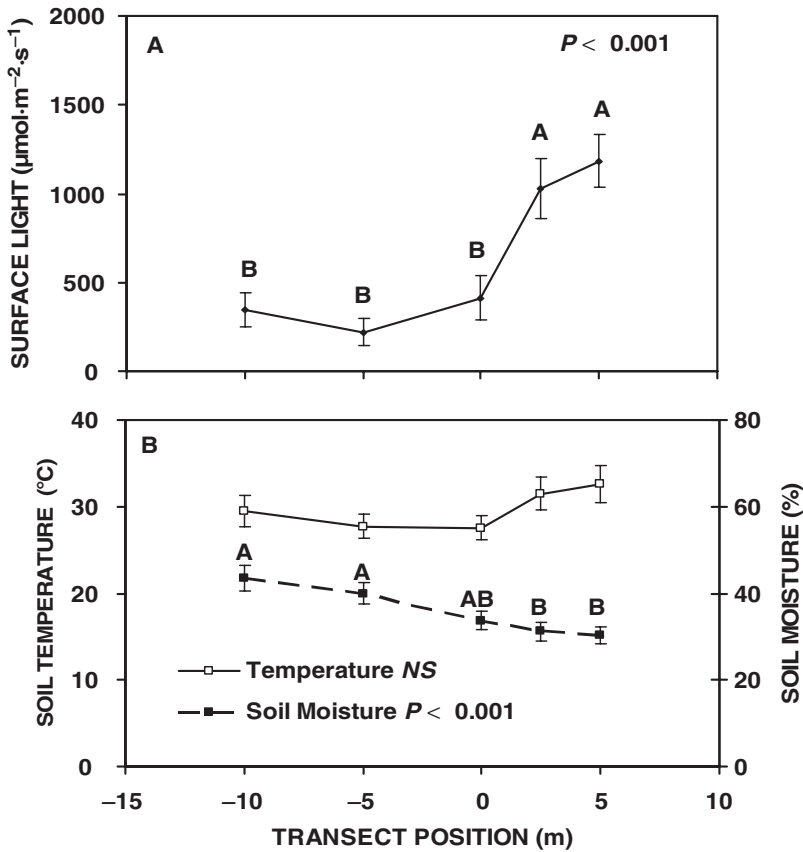 2000
A
P < 0.001
1500
A
A
1000
B
B
B
500
0
SURFACE LIGHT (µmol·m−2·s−1)
40
B
80
30
60
A
A
20
AB
B
B
40
Temperature NS
10
20
Soil Moisture P < 0.001
0
0
SOIL TEMPERATURE (°C)
SOIL MOISTURE (%)
−15
−10
−5
0
5
10
TRANSECT POSITION (m)